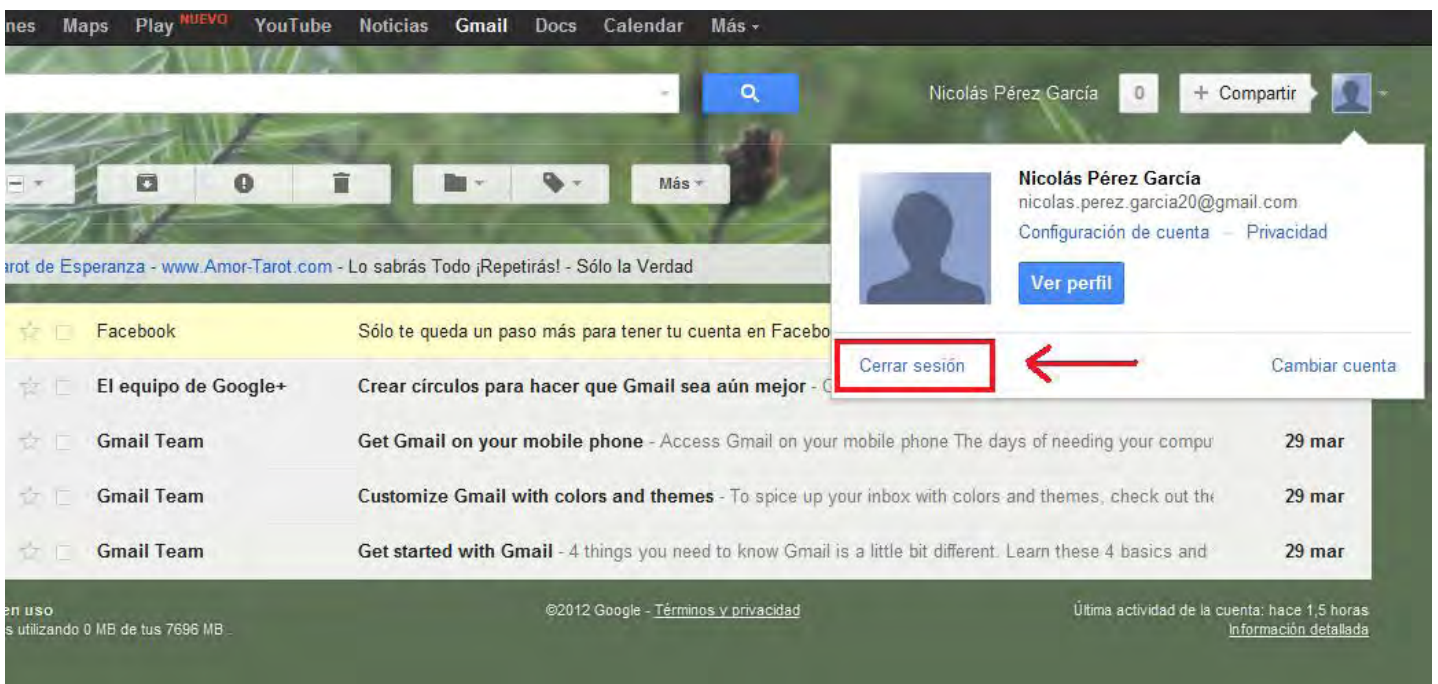 Maps Play NUEVO YouTube Noticias Gmail Docs Calendar Más
Nicolás Pérez García 0 + Compartir
Más
Nicolás Pérez García
nicolas.perez.garcia20@gmail.com
Configuración de cuenta – Privacidad
Ver perfil
Cerrar sesión Cambiar cuenta
de Esperanza - www.Amor-Tarot.com - Lo sabrás Todo ¡Repetirás! - Sólo la Verdad
Facebook Sólo te queda un paso más para tener tu cuenta en Facebo
El equipo de Google+ Crear círculos para hacer que Gmail sea aún mejor - G
Gmail Team Get Gmail on your mobile phone - Access Gmail on your mobile phone The days of needing your compu 29 mar
Gmail Team Customize Gmail with colors and themes - To spice up your inbox with colors and themes, check out the 29 mar
Gmail Team Get started with Gmail - 4 things you need to know Gmail is a little bit different. Learn these 4 basics and 29 mar
en uso ©2012 Google - Términos y privacidad Última actividad de la cuenta: hace 1,5 horas
s utilizando 0 MB de tus 7696 MB Información detallada